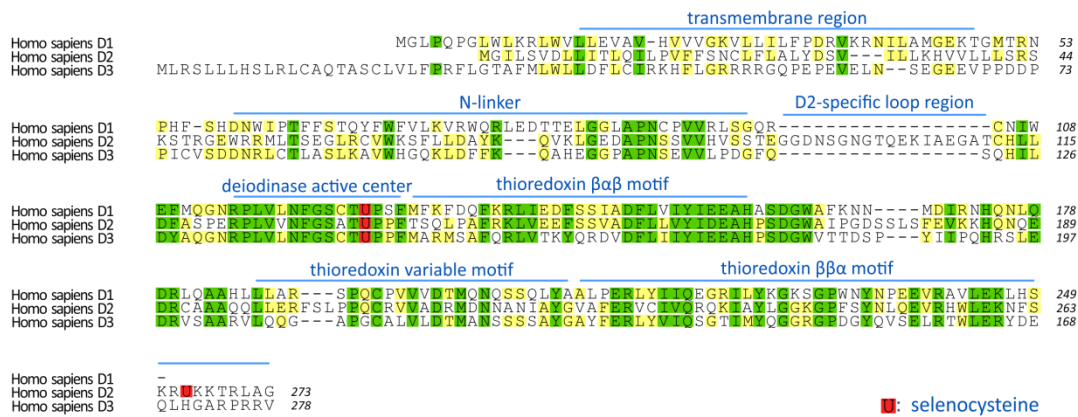 transmembrane region
Homo sapiens D1 MGLPQPGLWLKRLWVLLEVAV-HVVVGKVLLILFPDRVKRNILAMGEKTGMTRN 53
Homo sapiens D2 MGILSVDLLITLQILPVFFSNCLFLALYDSV---ILLKHVVLLLSRS 44
Homo sapiens D3 MLRSLLLHSLRLCAQTASCLVLFPRFLGTAFMLWLLDFLCIRKHFLGRRRRGQPEPEVELN--SEGEEVPPDDP 73
N-linker
D2-specific loop region
Homo sapiens D1 PHF-SHDNWIPTFFSTQYFWFVLKVRWQRLEDTTELGGLAPNCPVVRLSGQR----------------CNIW 108
Homo sapiens D2 KSTRGEWRRMLTSEGLRCVWKSFLLDAYK--QVKLGEDAPNSSVVHVSSTEGGDNSGNGTQEKIAEGATCHLL 115
Homo sapiens D3 PICVSDDNRLCTLASLKAVWHGQKLDFFK--QAHEGGPAPNSEVVLPDGFQ----------------SQHIL 126
deiodinase active center
thioredoxin βαβ motif
Homo sapiens D1 EFMQGNRPLVLNFGSCTUPSFMFKFDQFKRLIEDFSSIADFLVIYIEEAHASDGWAFKNN----MDIRNHQNLQ 178
Homo sapiens D2 DFASPERPLVVNFGSATUPPFTSQLPAFRKLVEEFSSVADFLLVYIDEAHPSDGWAIPGDSSLSFEVKKHQNQE 189
Homo sapiens D3 DYAQGNRPLVLNFGSCTUPPFMARMSAFQRLVTKYQRDVDFLIIYIEEAHPSDGWVTTDSP---YIIPQHRSLE 197
thioredoxin variable motif
thioredoxin ββα motif
Homo sapiens D1 DRLQAAHLLLAR---SPQCPVVVDTMQNQSSQLYAALPERLYIIQEGRILYKGKSGPWNYNPEEVRAVLEKLHS 249
Homo sapiens D2 DRCAAAQQLLERFSLPPQCRVVADRMDNNANIAYGVAFERVCIVQRQKIAYLGGKGPFSYNLQEVRHWLEKNFS 263
Homo sapiens D3 DRVSAARVLQQG---APGCALVLDTMANSSSSAYGAYFERLYVIQSGTIMYQGGRGPDGYQVSELRTWLERYDE 168
Homo sapiens D1 -
Homo sapiens D2 KRUKKTRLAG 273
Homo sapiens D3 QLHGARPRRV 278
U: selenocysteine